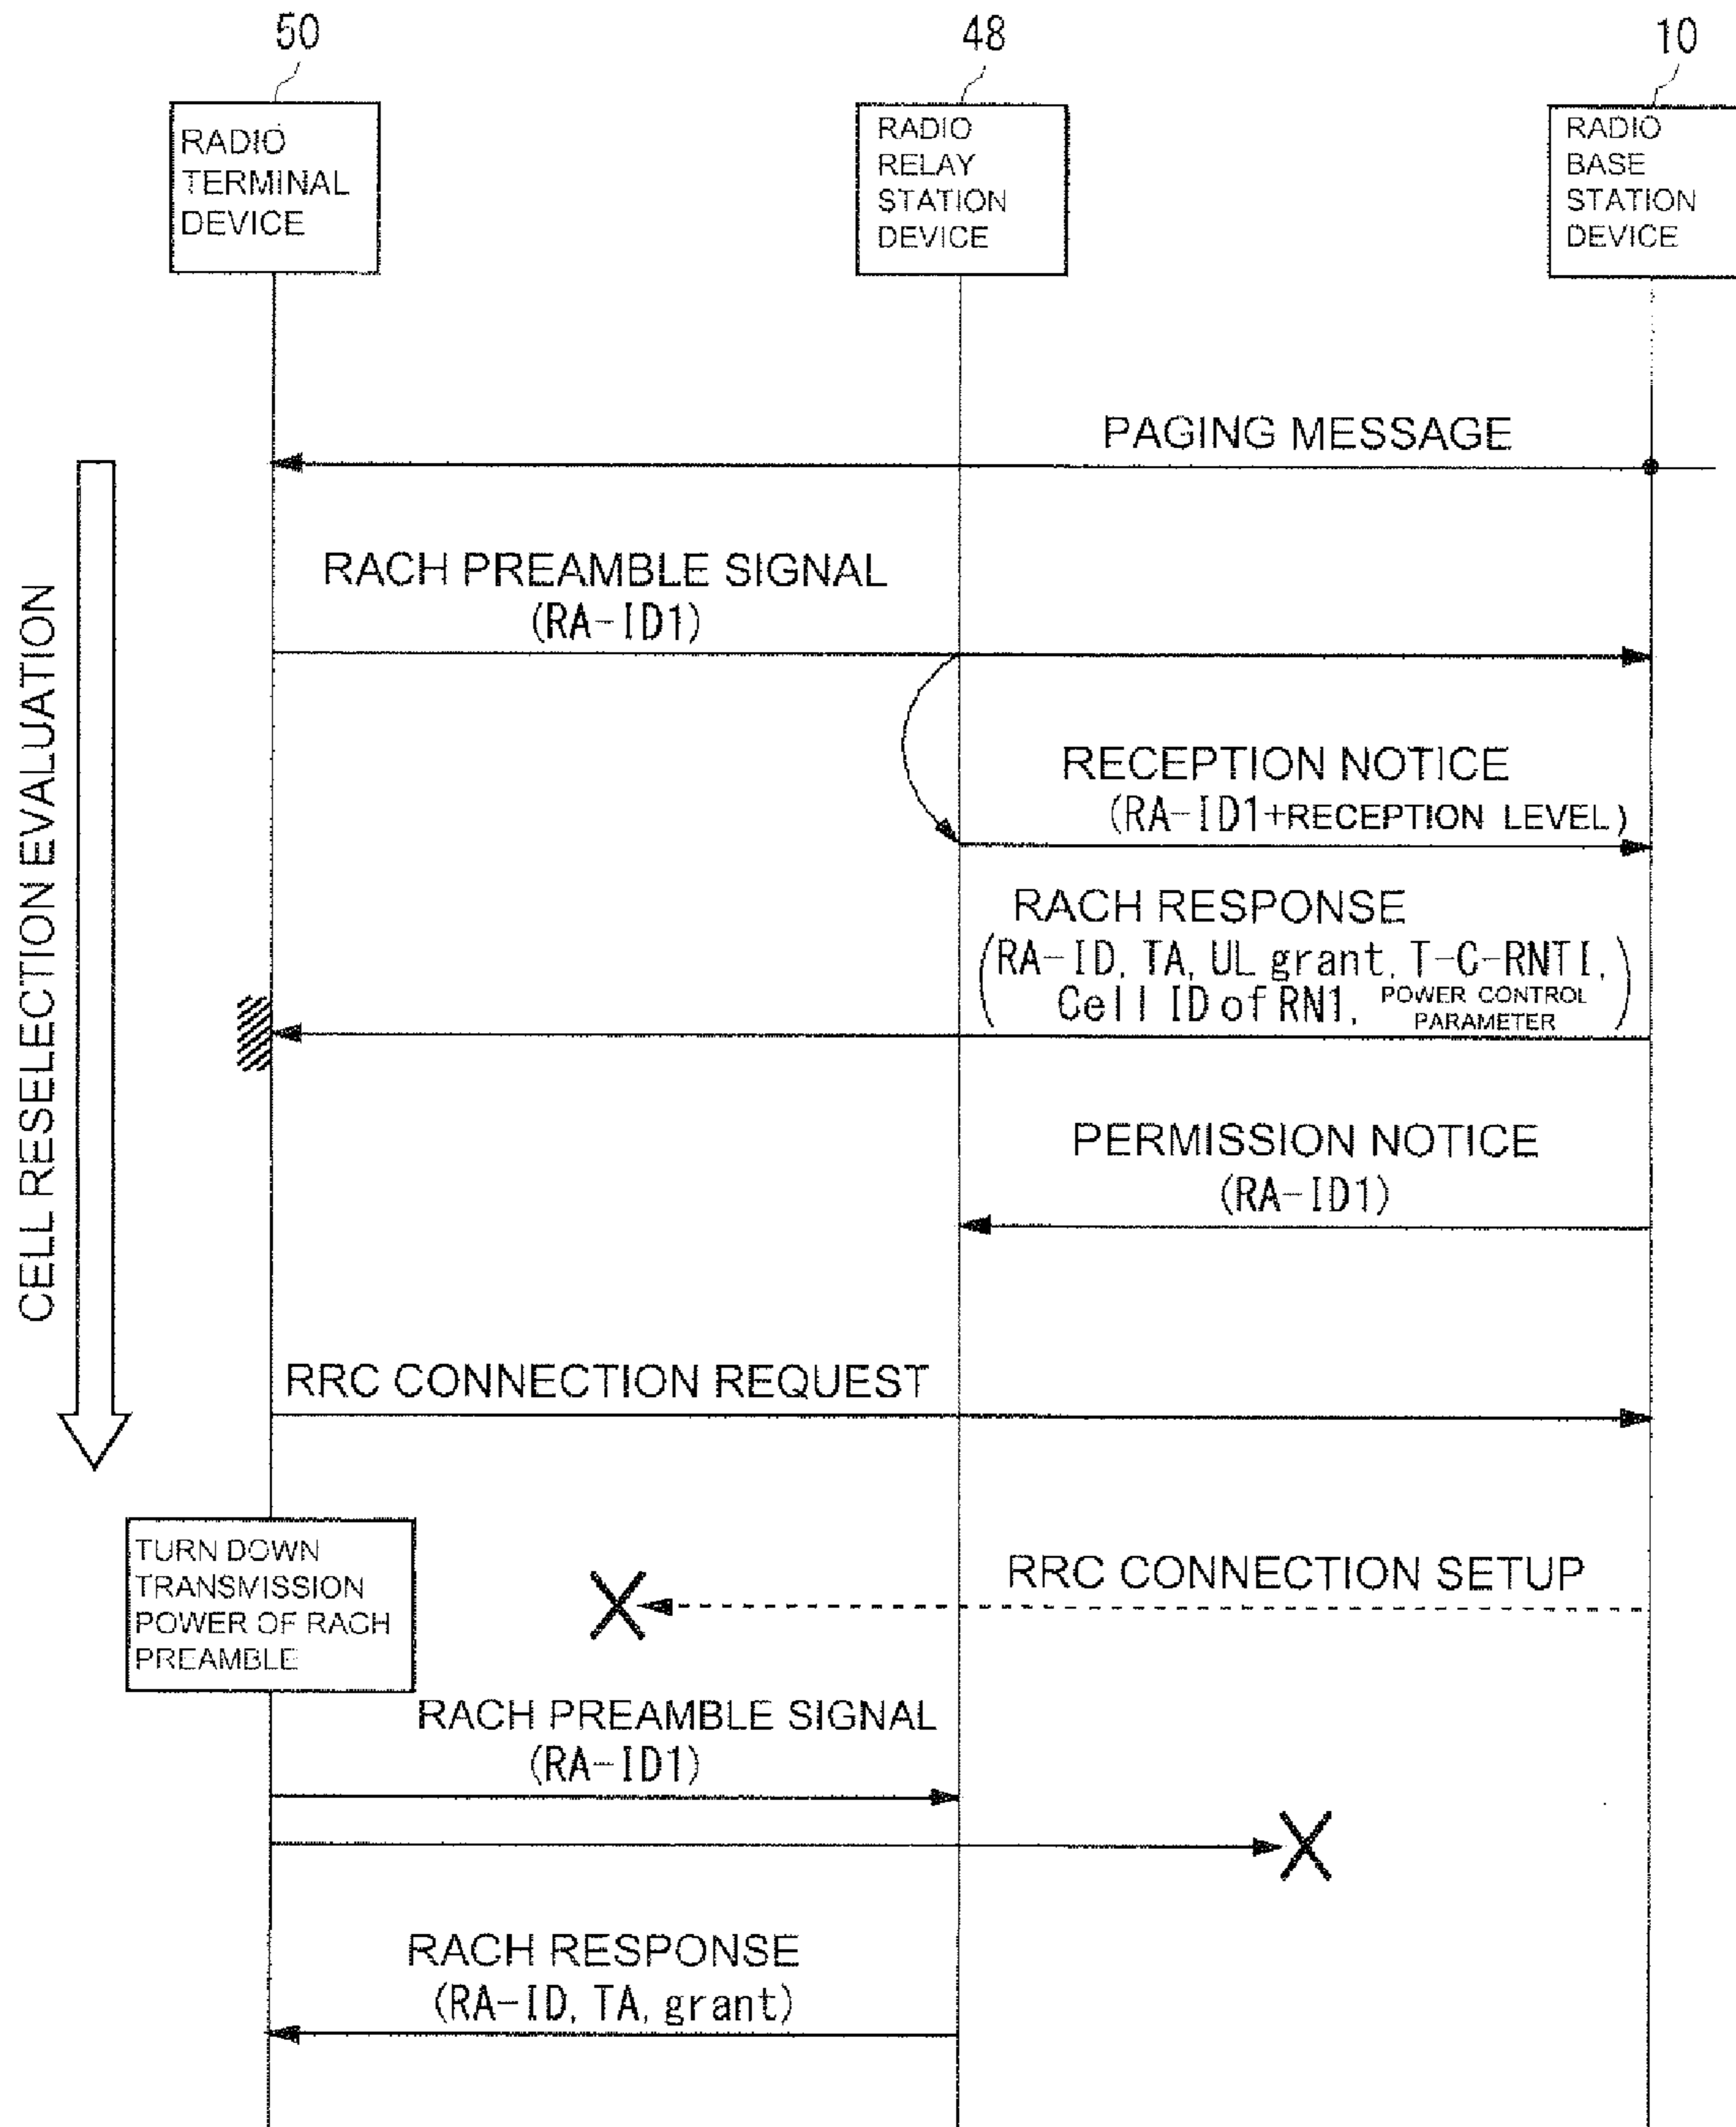 50
48
10
RADIO
TERMINAL
DEVICE
RADIO
RELAY
STATION
DEVICE
RADIO
BASE
STATION
DEVICE
PAGING MESSAGE
CELL RESELECTION EVALUATION
RACH PREAMBLE SIGNAL
(RA-ID1)
RECEPTION NOTICE
(RA-ID1+RECEPTION LEVEL)
RACH RESPONSE
(RA-ID, TA, UL grant, T-C-RNTI,
Cell ID of RN1, POWER CONTROL
PARAMETER)
PERMISSION NOTICE
(RA-ID1)
RRC CONNECTION REQUEST
TURN DOWN
TRANSMISSION
POWER OF RACH
PREAMBLE
RRC CONNECTION SETUP
RACH PREAMBLE SIGNAL
(RA-ID1)
RACH RESPONSE
(RA-ID, TA, grant)